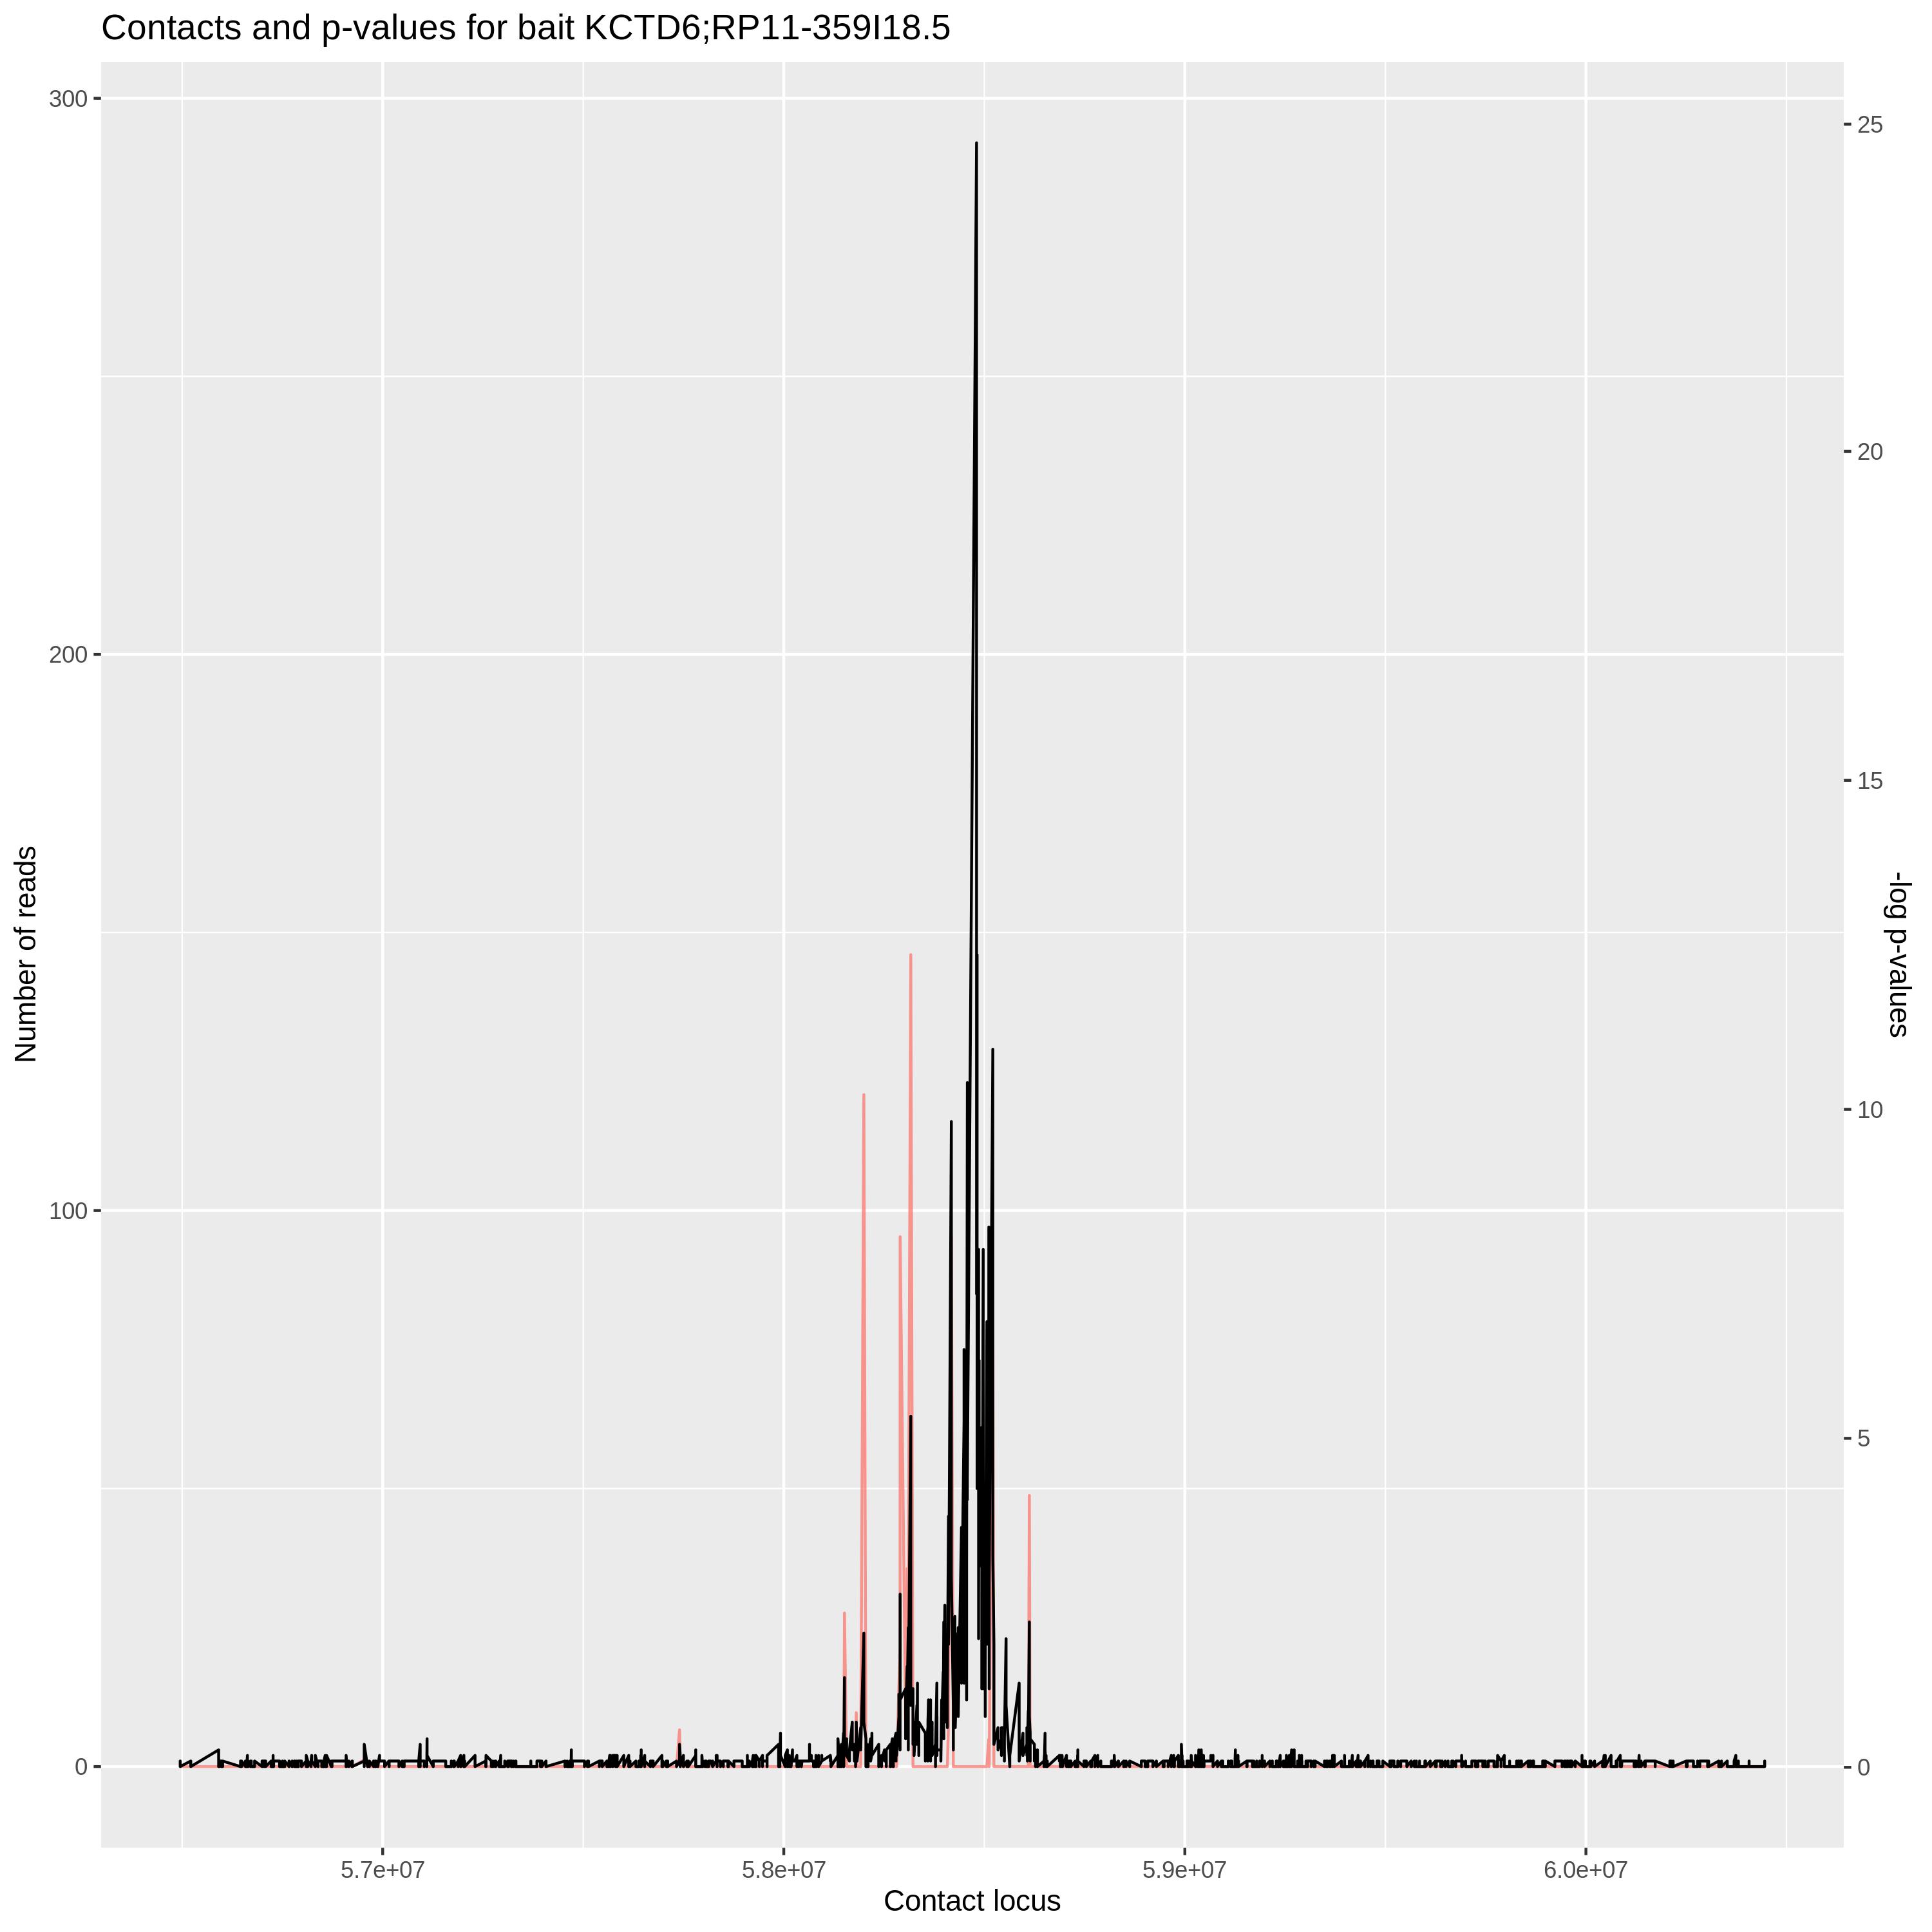 Contacts and p-values for bait KCTD6;RP11-359I18.5
300
200
100
0
25
20
15
10
5
0
Number of reads
-log p-values
5.7e+07 5.8e+07 5.9e+07 6.0e+07
Contact locus